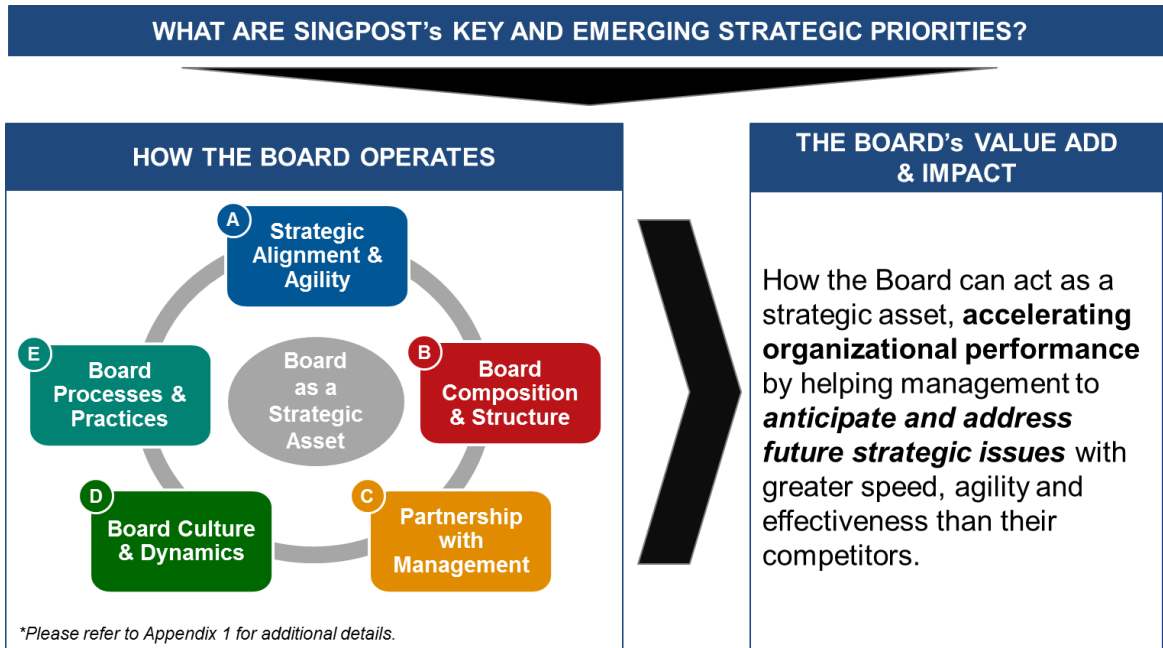 WHAT ARE SINGPOST's KEY AND EMERGING STRATEGIC PRIORITIES?
HOW THE BOARD OPERATES
A
Strategic
Alignment &
Agility
B
Board
Composition
& Structure
C
Partnership
with
Management
D
Board Culture
& Dynamics
E
Board
Processes &
Practices
Board
as a
Strategic
Asset
*Please refer to Appendix 1 for additional details.
THE BOARD's VALUE ADD
& IMPACT
How the Board can act as a
strategic asset, accelerating
organizational performance
by helping management to
anticipate and address
future strategic issues with
greater speed, agility and
effectiveness than their
competitors.